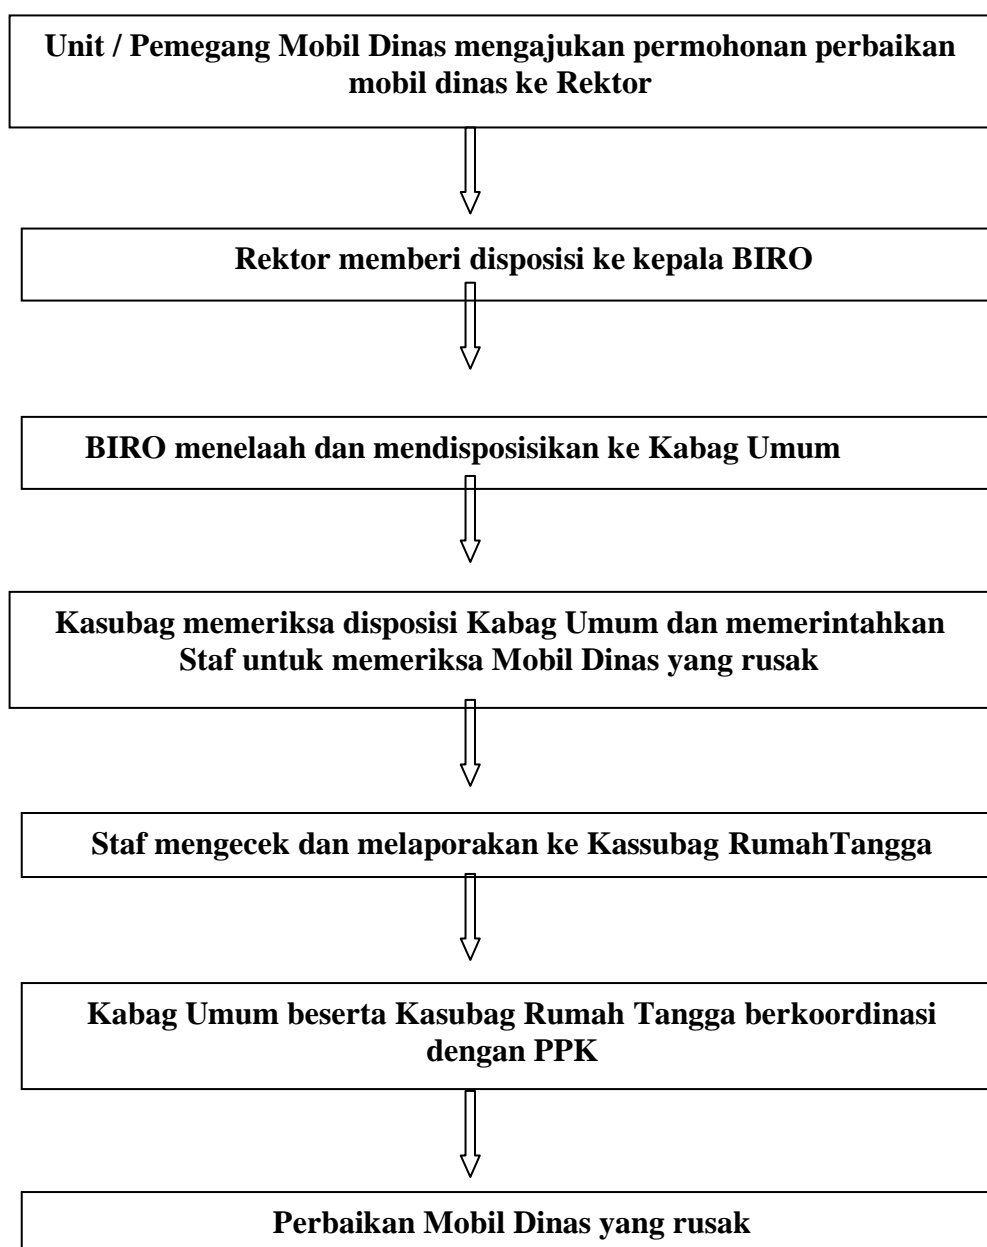 Unit / Pemegang Mobil Dinas mengajukan permohonan perbaikan
mobil dinas ke Rektor
Rektor memberi disposisi ke kepala BIRO
BIRO menelaah dan mendisposisikan ke Kabag Umum
Kasubag memeriksa disposisi Kabag Umum dan memerintahkan
Staf untuk memeriksa Mobil Dinas yang rusak
Staf mengecek dan melaporakan ke Kassubag RumahTangga
Kabag Umum beserta Kasubag Rumah Tangga berkoordinasi
dengan PPK
Perbaikan Mobil Dinas yang rusak